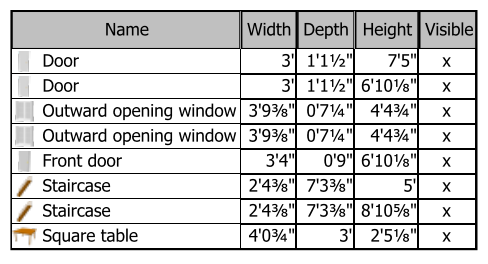 Name Width Depth Height Visible
Door 3' 1'1½" 7'5" x
Door 3' 1'1½" 6'10⅛" x
Outward opening window 3'9⅜" 0'7¼" 4'4¾" x
Outward opening window 3'9⅜" 0'7¼" 4'4¾" x
Front door 3'4" 0'9" 6'10⅛" x
Staircase 2'4⅜" 7'3⅜" 5' x
Staircase 2'4⅜" 7'3⅜" 8'10⅝" x
Square table 4'0¾" 3' 2'5⅛" x